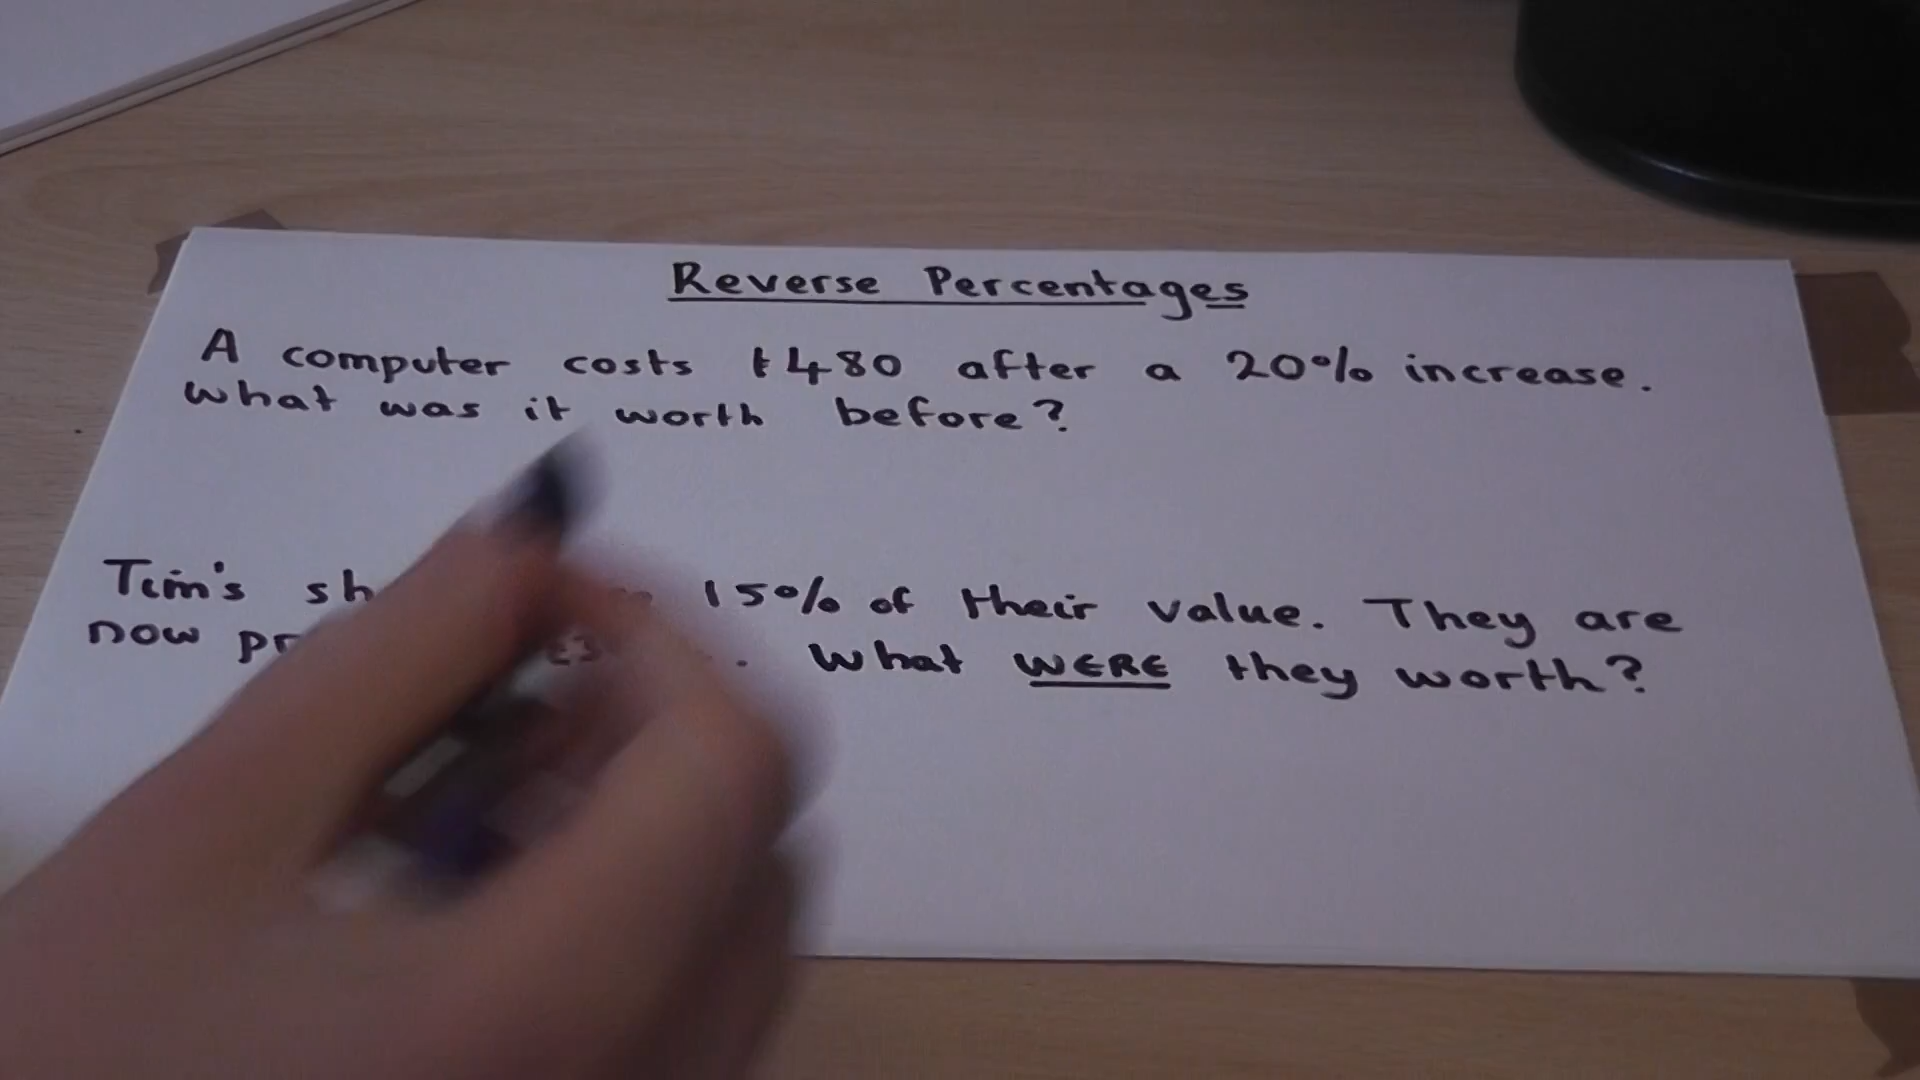 Reverse Percentages
A computer costs £480 after a 20% increase.
What was it worth before?
Tim's 15% of their value. They are
now What WERE they worth?